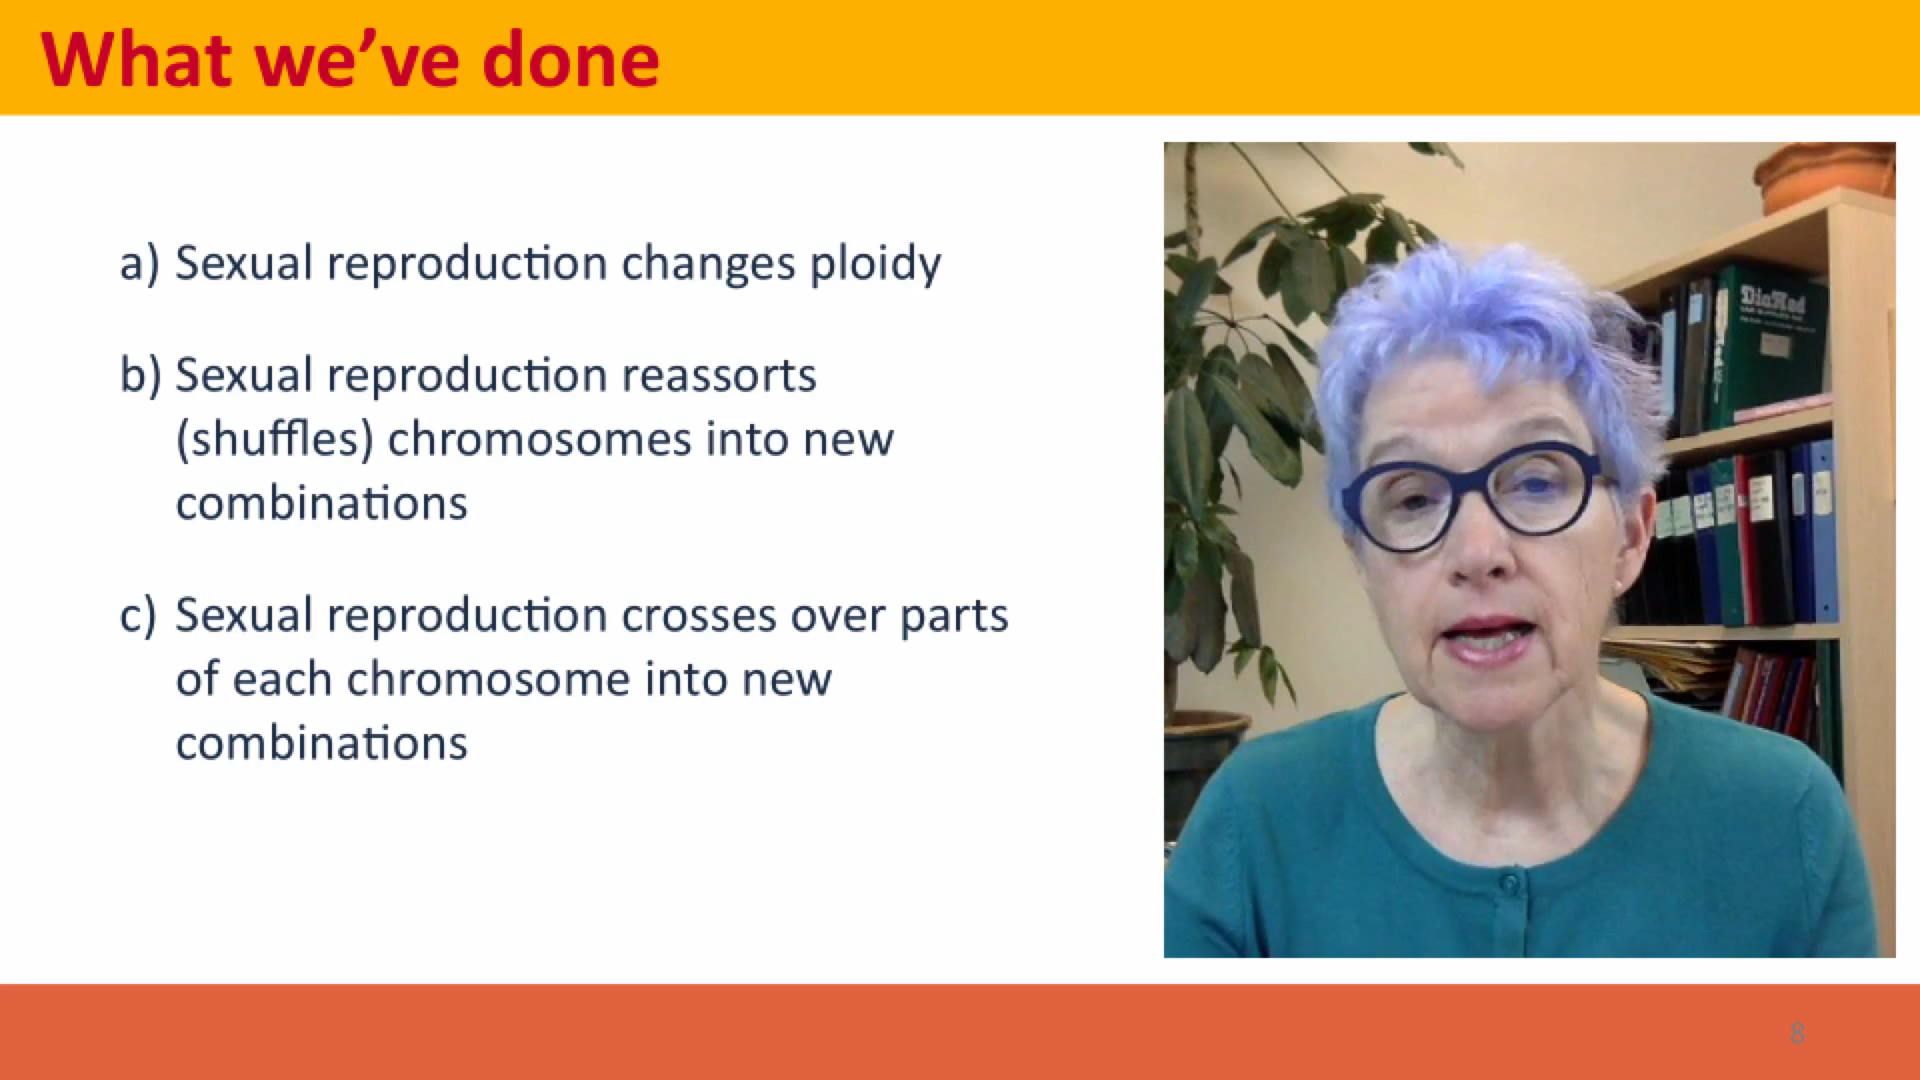 What we've done
a) Sexual reproduction changes ploidy
b) Sexual reproduction reassorts
(shuffles) chromosomes into new
combinations
c) Sexual reproduction crosses over parts
of each chromosome into new
combinations
DiaMed
8